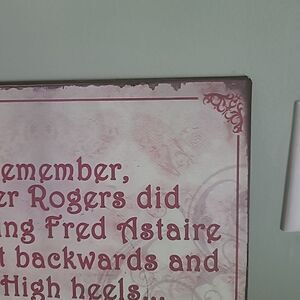 emember,
er Rogers did
ing Fred Astaire
t backwards and
High heels...